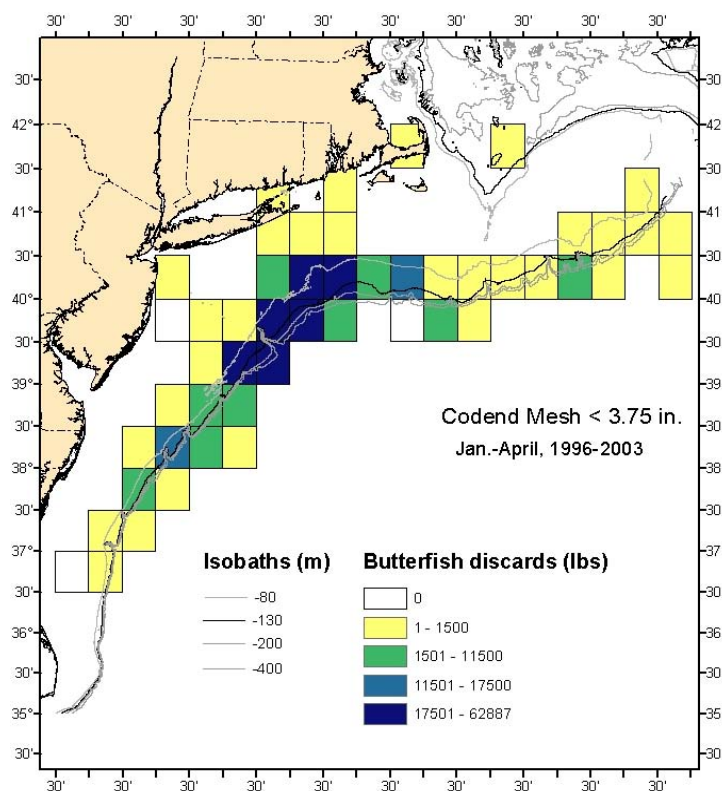 30' 30' 30' 30' 30' 30' 30' 30' 30' 30'
30' 30
42° 42
30' 30
41° 41
30' 30
40° 40
30' 30
39° 39
Codend Mesh < 3.75 in.
30' 30
Jan.-April, 1996-2003
38° 38
30' 30
37° 37
Isobaths (m)
-80
-130
-200
-400
Butterfish discards (lbs)
0
1 - 1500
1501 - 11500
11501 - 17500
17501 - 62887
30' 30
36° 36
30' 30
35° 35
30' 30
30' 30' 30' 30' 30' 30' 30' 30' 30' 30'